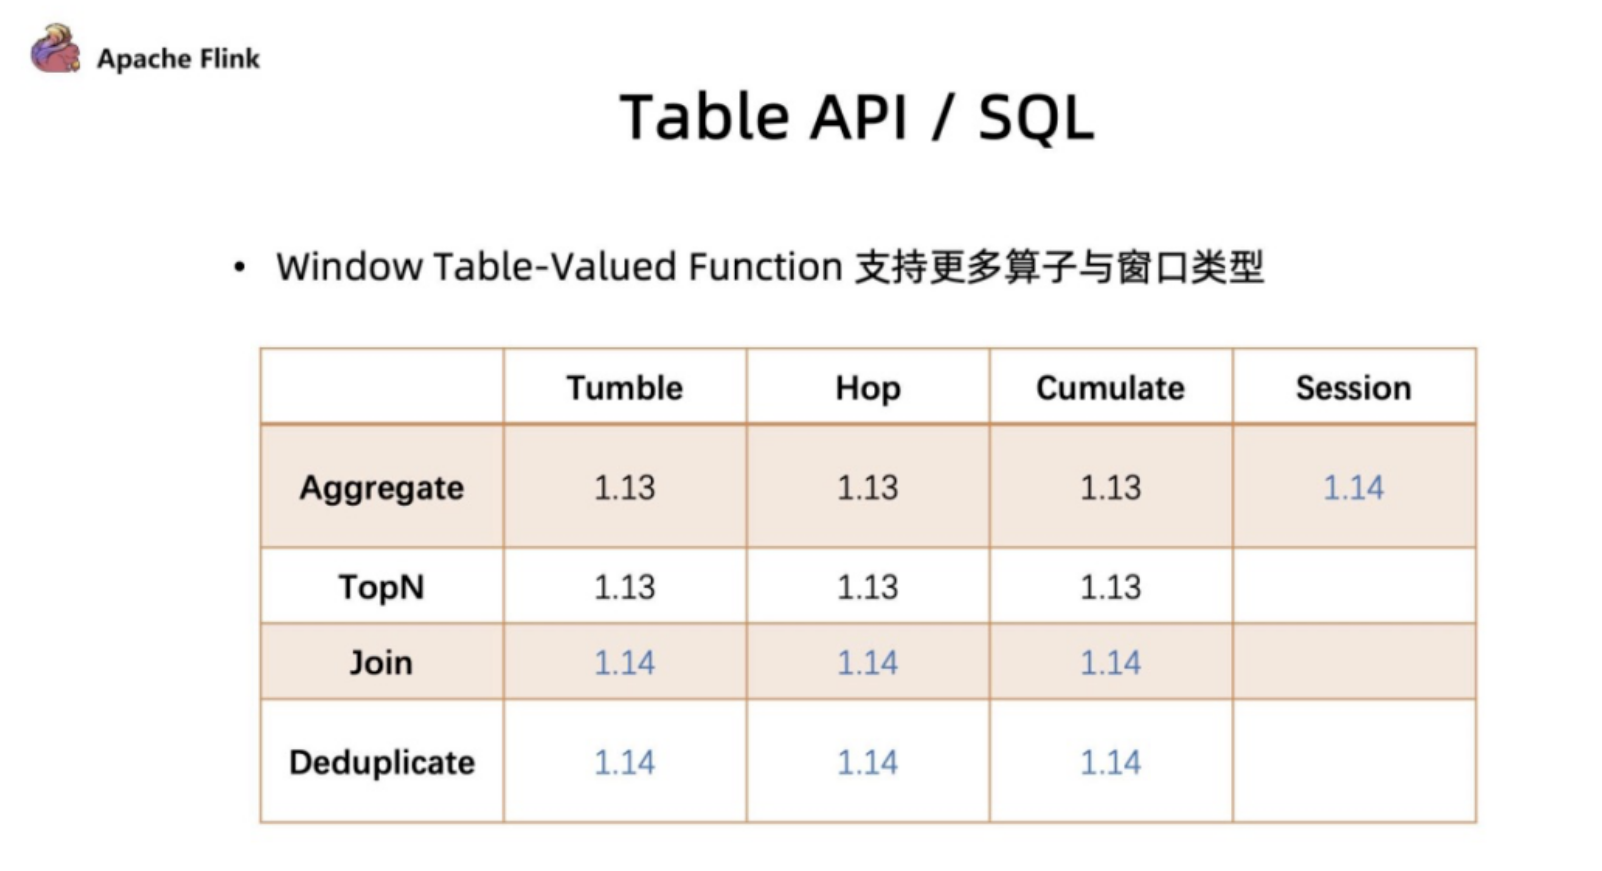 Apache Flink
Table API / SQL
• Window Table-Valued Function 支持更多算子与窗口类型
Tumble Hop Cumulate Session
Aggregate 1.13 1.13 1.13 1.14
TopN 1.13 1.13 1.13
Join 1.14 1.14 1.14
Deduplicate 1.14 1.14 1.14